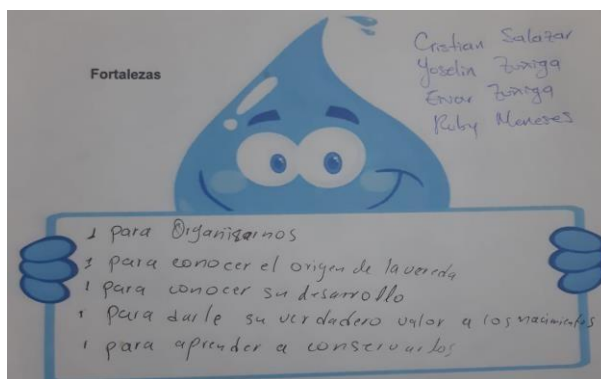 Fortalezas
Cristian Salazar
Yoselin Zuñiga
Ervar Zuñiga
Ruby Meneses
1 para Organizarnos
1 para conocer el origen de la vereda
1 para conocer su desarrollo
1 para darle su verdadero valor a los nacimientos
1 para aprender a conservarlos